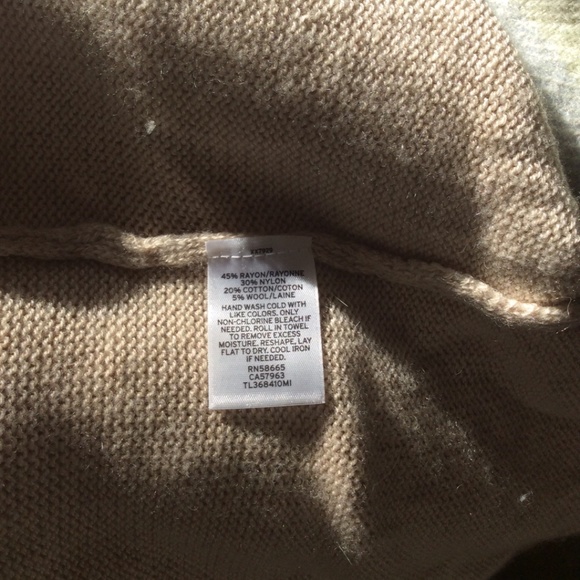 45% RAYON/RAYONNE
30% NYLON
20% COTTON/COTON
5% WOOL/LAINE
HAND WASH COLD WITH
LIKE COLORS. ONLY
NON-CHLORINE BLEACH IF
NEEDED. ROLL IN TOWEL
TO REMOVE EXCESS
MOISTURE. RESHAPE, LAY
FLAT TO DRY. COOL IRON
IF NEEDED.
RN58665
CA57963
TL368410MI